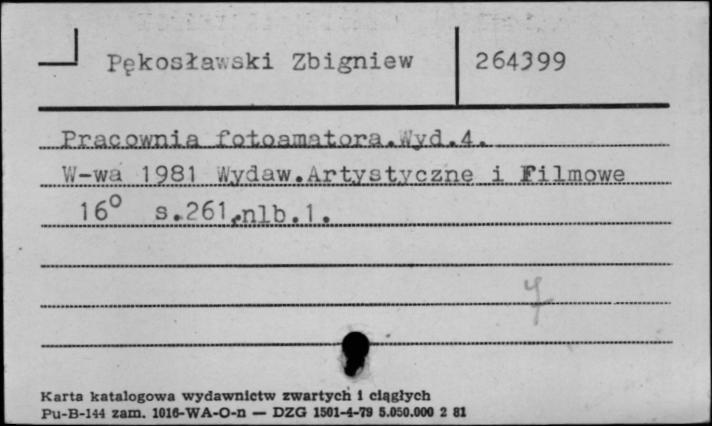 Pękosławski Zbigniew
264399
Pracownia fotoamatora.Wyd.4.
W-wa 1981 Wydaw.Artystyczne i Filmowe
16° s.261,nlb.1.
Karta katalogowa wydawnictw zwartych i ciągłych
Pu-B-144 zam. 1016-WA-O-n — DZG 1501-4-79 5.050.000 2 81